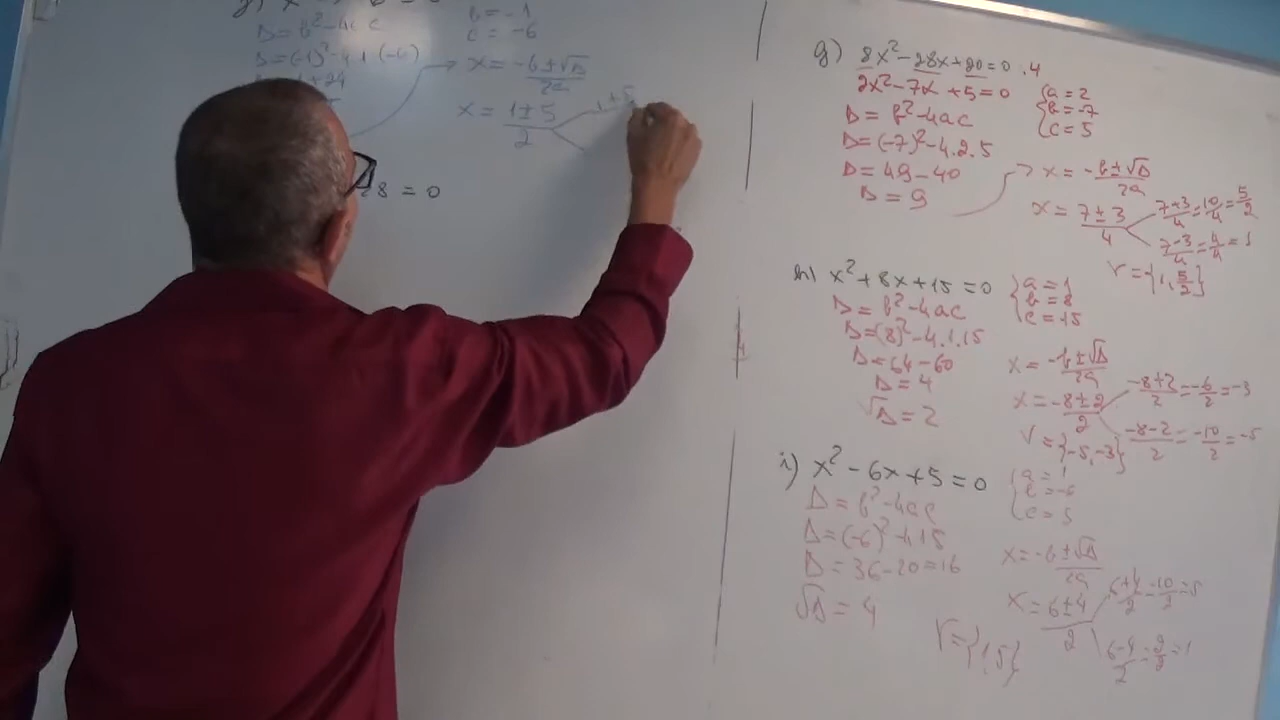 b = -1
c = -6
Δ = b² - 4ac
x = -b ± √Δ / 2a
x = 1 ± 5 / 2
1 + 5
28 = 0
g) 8x² - 28x + 20 = 0 .4
2x² - 7x + 5 = 0
{a = 2
b = -7
c = 5
Δ = b² - 4ac
Δ = (-7)² - 4.2.5
Δ = 49 - 40
Δ = 9
x = -b ± √Δ / 2a
x = 7 ± 3 / 4
7 + 3 / 4 = 10 / 4 = 5 / 2
7 - 3 / 4 = 4 / 4 = 1
V = {1, 5 / 2}
h) x² + 8x + 15 = 0
{a = 1
b = 8
c = 15
Δ = b² - 4ac
Δ = (8)² - 4.1.15
Δ = 64 - 60
Δ = 4
√Δ = 2
x = -b ± √Δ / 2a
x = -8 ± 2 / 2
-8 + 2 / 2 = -6 / 2 = -3
-8 - 2 / 2 = -10 / 2 = -5
V = {-5, -3}
i) x² - 6x + 5 = 0
{a = 1
b = -6
c = 5
Δ = b² - 4ac
Δ = (-6)² - 4.1.5
Δ = 36 - 20 = 16
√Δ = 4
x = -b ± √Δ / 2a
x = 6 ± 4 / 2
6 + 4 / 2 = 10 / 2 = 5
6 - 4 / 2 = 2 / 2 = 1
V = {1, 5}